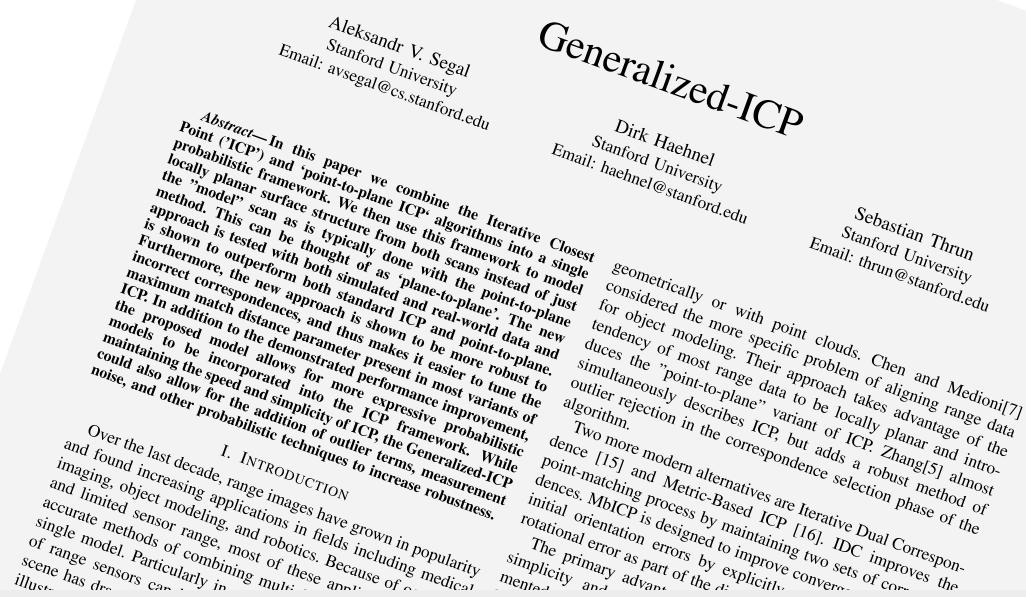 Generalized-ICP
Aleksandr V. Segal
Stanford University
Email: avsegal@cs.stanford.edu
Dirk Haehnel
Stanford University
Email: haehnel@stanford.edu
Sebastian Thrun
Stanford University
Email: thrun@stanford.edu
Abstract—In this paper we combine the Iterative Closest
Point ('ICP') and 'point-to-plane ICP' algorithms into a single
probabilistic framework. We then use this framework to model
locally planar surface structure from both scans instead of just
the "model" scan as is typically done with the point-to-plane
method. This can be thought of as 'plane-to-plane'. The new
approach is tested with both simulated and real-world data and
is shown to outperform both standard ICP and point-to-plane.
Furthermore, the new approach is shown to be more robust to
incorrect correspondences, and thus makes it easier to tune the
maximum match distance parameter present in most variants of
ICP. In addition to the demonstrated performance improvement,
the proposed model allows for more expressive probabilistic
models to be incorporated into the ICP framework. While
maintaining the speed and simplicity of ICP, the Generalized-ICP
could also allow for the addition of outlier terms, measurement
noise, and other probabilistic techniques to increase robustness.
I. INTRODUCTION
Over the last decade, range images have grown in popularity
and found increasing applications in fields including medical
imaging, object modeling, and robotics. Because of
and limited sensor range, most of these
accurate methods of combining
single model. Particularly in
of range sensors
scene has
geometrically or with point clouds. Chen and Medioni[7]
considered the more specific problem of aligning range data
for object modeling. Their approach takes advantage of the
tendency of most range data to be locally planar and intro-
duces the "point-to-plane" variant of ICP. Zhang[5] almost
simultaneously describes ICP, but adds a robust method of
outlier rejection in the correspondence selection phase of the
algorithm.
Two more modern alternatives are Iterative Dual Correspon-
dence [15] and Metric-Based ICP [16]. IDC improves the
point-matching process by maintaining two sets of
dences. MbICP is designed to improve
initial orientation errors by explicitly
rotational error as part of the
The primary
simplicity and